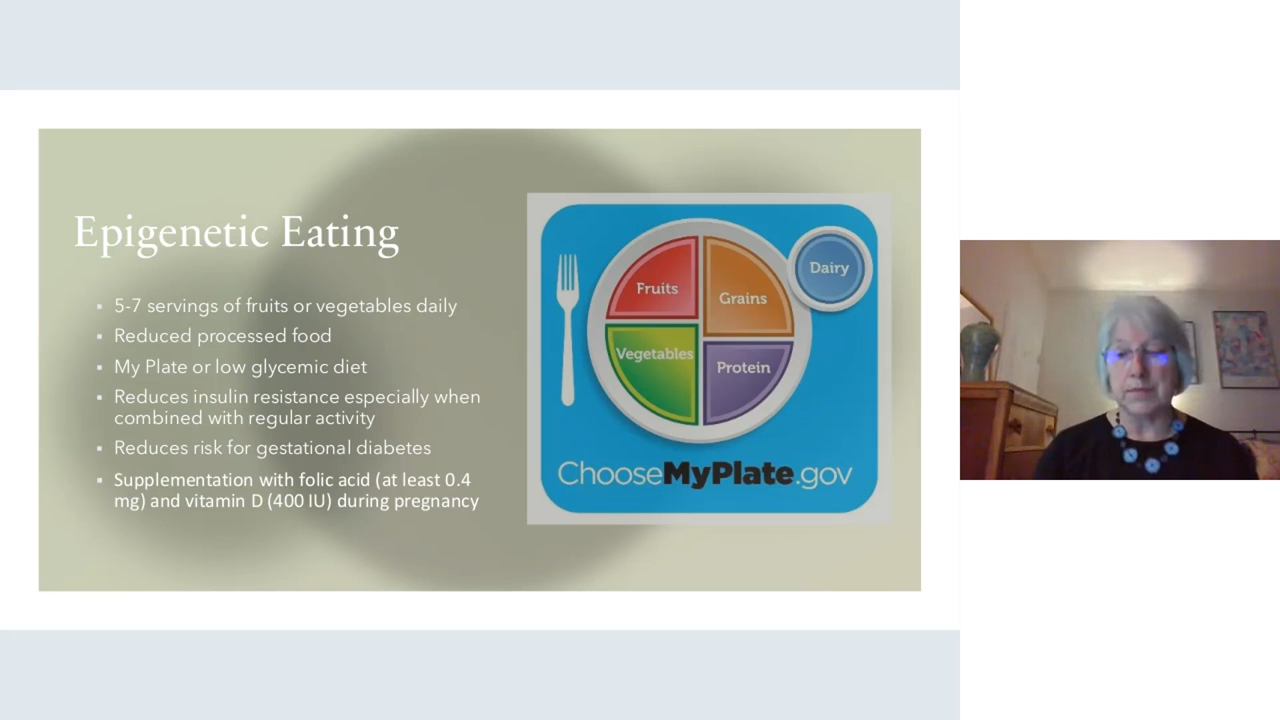 Epigenetic Eating
▪ 5-7 servings of fruits or vegetables daily
▪ Reduced processed food
▪ My Plate or low glycemic diet
▪ Reduces insulin resistance especially when
combined with regular activity
▪ Reduces risk for gestational diabetes
▪ Supplementation with folic acid (at least 0.4
mg) and vitamin D (400 IU) during pregnancy
Dairy
Fruits
Grains
Vegetables
Protein
ChooseMyPlate.gov